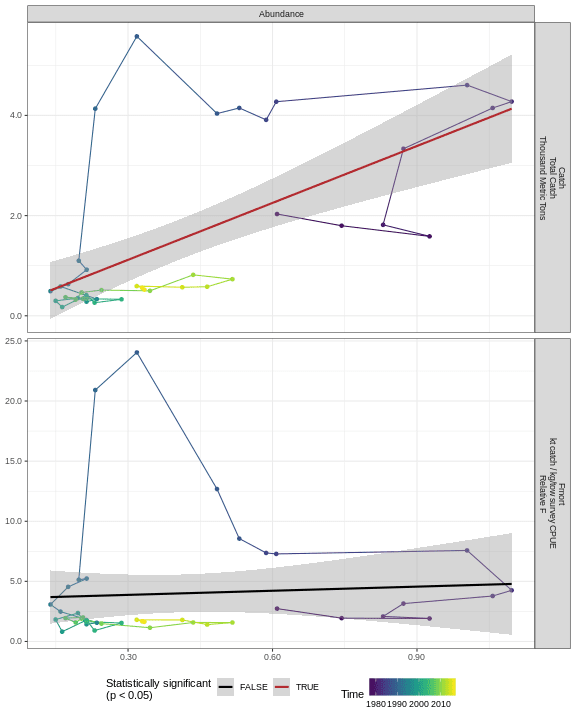 Abundance
4.0
2.0
0.0
Catch
Total Catch
Thousand Metric Tons
25.0
20.0
15.0
10.0
5.0
0.0
Fmort
kt catch / kg/tow survey CPUE
Relative F
0.30 0.60 0.90
Statistically significant
(p < 0.05)
FALSE TRUE
Time
1980 1990 2000 2010